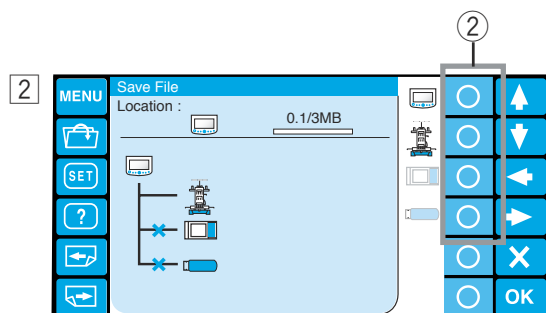 2
2
MENU
Save File
Location :
0.1/3MB
SET
?
OK